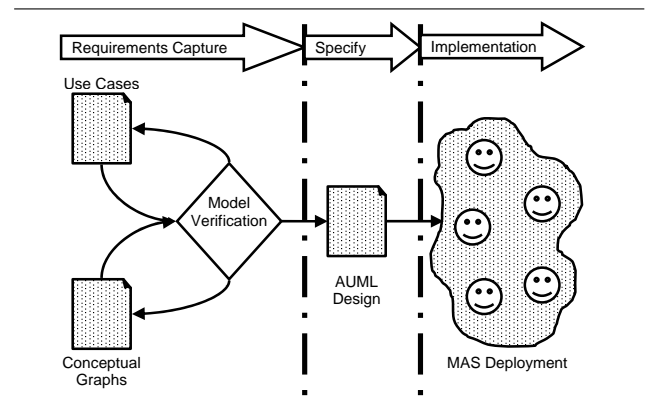 Requirements Capture
Specify
Implementation
Use Cases
Model
Verification
AUML
Design
Conceptual
Graphs
MAS Deployment